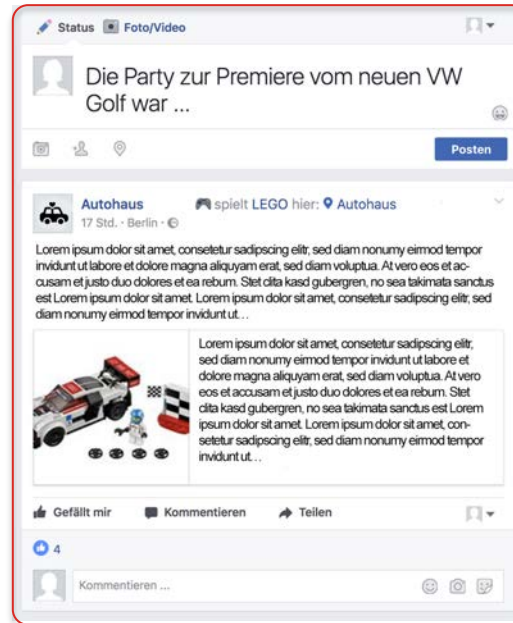 Status Foto/Video
Die Party zur Premiere vom neuen VW
Golf war ...
Posten
Autohaus spielt LEGO hier: Autohaus
17 Std. · Berlin ·
Lorem ipsum dolor sit amet, consetetur sadipscing elitr, sed diam nonumy eirmod tempor
invidunt ut labore et dolore magna aliquyam erat, sed diam voluptua. At vero eos et ac-
cusam et justo duo dolores et ea rebum. Stet clita kasd gubergren, no sea takimata sanctus
est Lorem ipsum dolor sit amet. Lorem ipsum dolor sit amet, consetetur sadipscing elitr, sed
diam nonumy eirmod tempor invidunt ut…
Lorem ipsum dolor sit amet, consetetur sadipscing elitr,
sed diam nonumy eirmod tempor invidunt ut labore et
dolore magna aliquyam erat, sed diam voluptua. At vero
eos et accusam et justo duo dolores et ea rebum. Stet
clita kasd gubergren, no sea takimata sanctus est Lorem
ipsum dolor sit amet. Lorem ipsum dolor sit amet, con-
setetur sadipscing elitr, sed diam nonumy eirmod tempor
invidunt ut…
Gefällt mir Kommentieren Teilen
4
Kommentieren ...